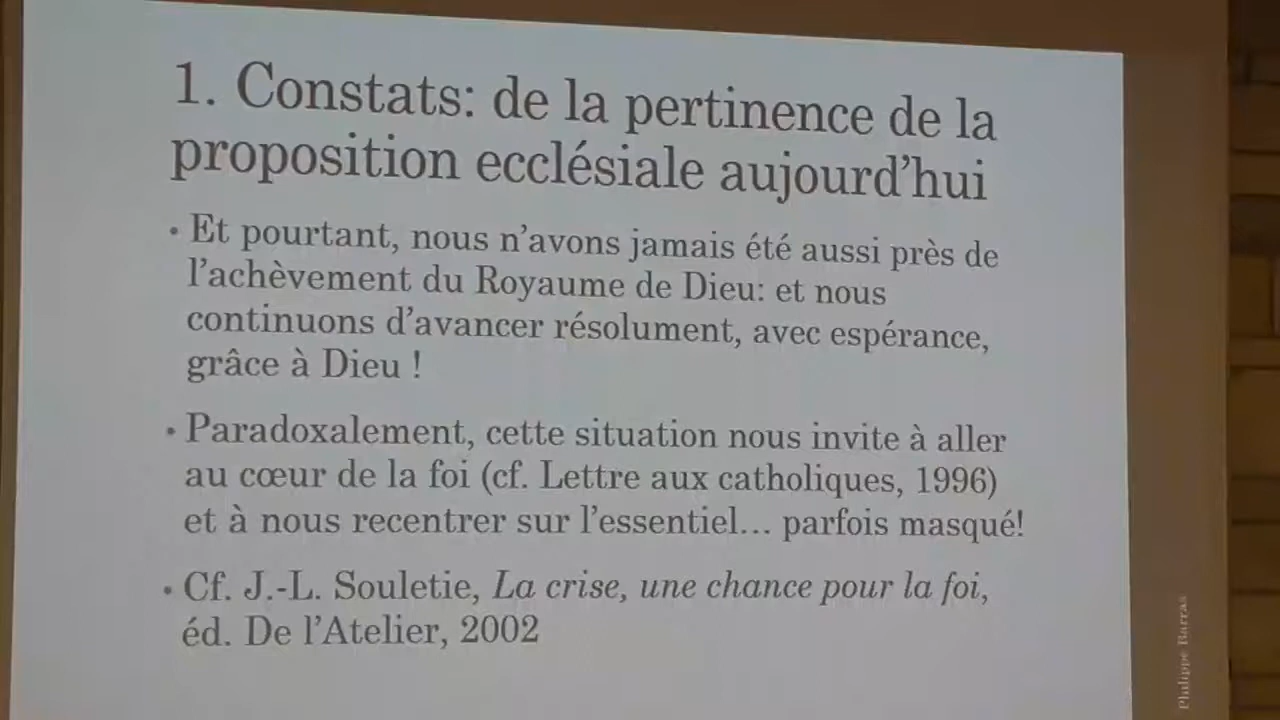 1. Constats: de la pertinence de la
proposition ecclésiale aujourd’hui
• Et pourtant, nous n’avons jamais été aussi près de
l’achèvement du Royaume de Dieu: et nous
continuons d’avancer résolument, avec espérance,
grâce à Dieu !
• Paradoxalement, cette situation nous invite à aller
au cœur de la foi (cf. Lettre aux catholiques, 1996)
et à nous recentrer sur l’essentiel… parfois masqué!
• Cf. J.-L. Souletie, La crise, une chance pour la foi,
éd. De l’Atelier, 2002
Philippe Barras